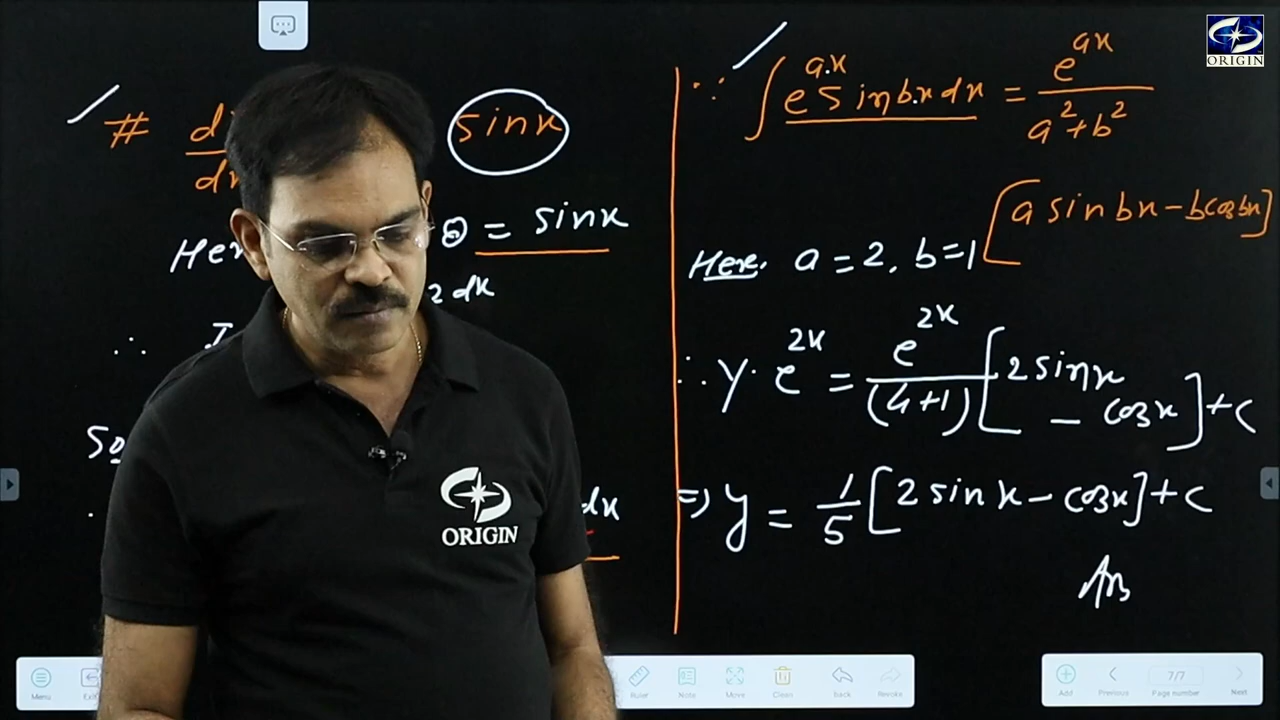 # d/d sinx
θ = sinx
2 dx
dx
∵ ∫ e^{ax} sin bx dx = e^{ax}/(a²+b²)
[a sin bx - b cos bx]
Here. a = 2, b = 1
∴ y. e^{2x} = e^{2x}/(4+1) [2 sin x
- cos x] + c
⇒ y = 1/5 [2 sin x - cos x] + c
Ans
ORIGIN
ORIGIN
Menu
Ruler
Note
Move
Clean
back
Revoke
Add
Previous
7/7
Page number
Next